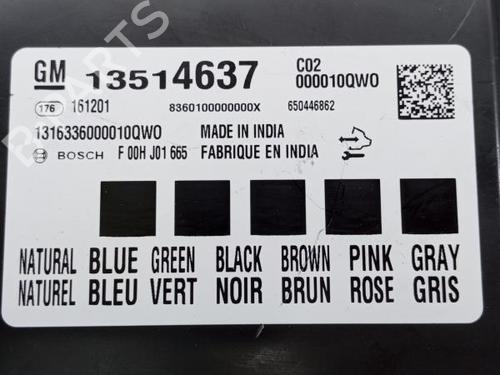 GM 13514637 C02
000010QWO
176 161201 8360100000000X 650446862
1316336000010QWO MADE IN INDIA
BOSCH F 00H J01 665 FABRIQUE EN INDIA
NATURAL BLUE GREEN BLACK BROWN PINK GRAY
NATUREL BLEU VERT NOIR BRUN ROSE GRIS